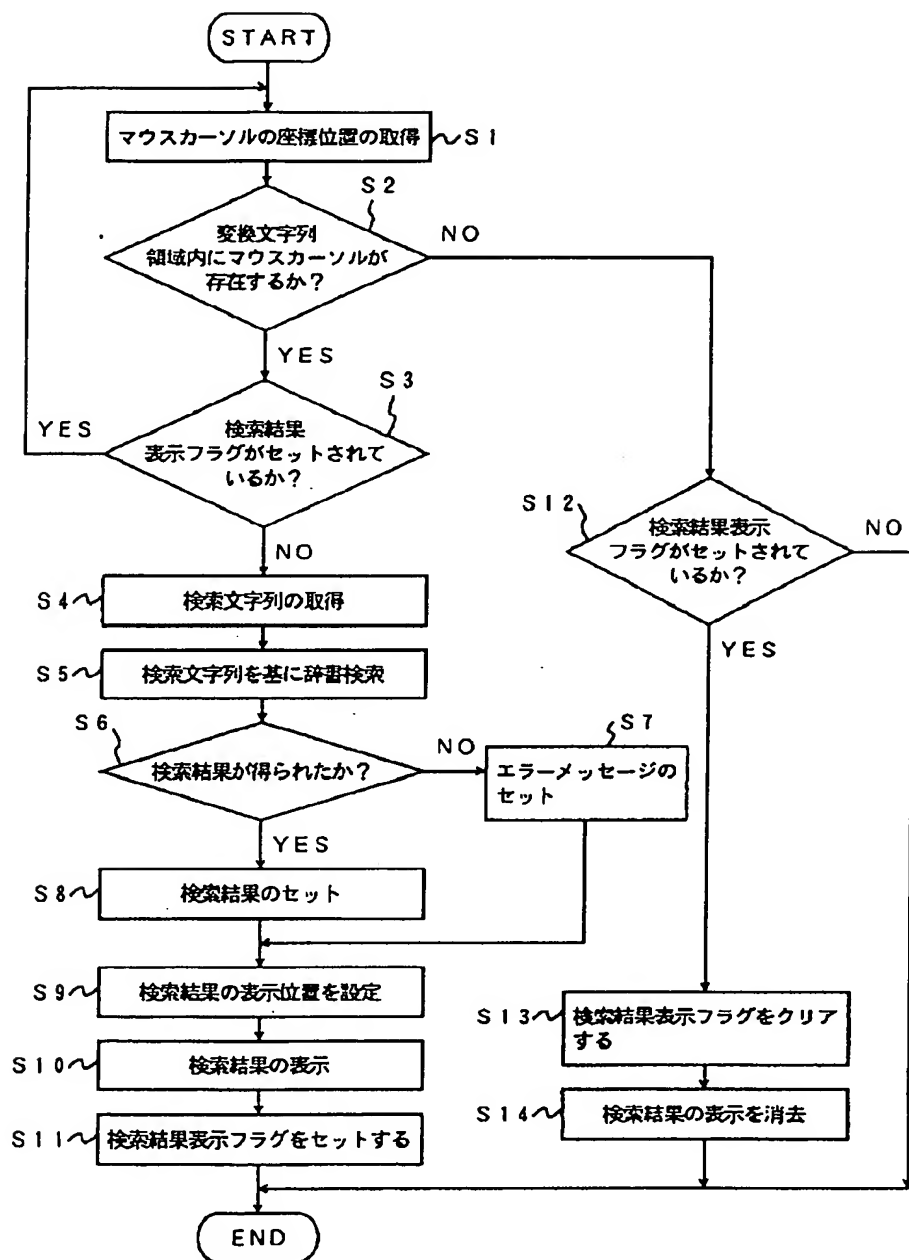 START
マウスカーソルの座標位置の取得
S1
S2
変換文字列
領域内にマウスカーソルが
存在するか？
NO
YES
S3
検索結果
表示フラグがセットされて
いるか？
YES
NO
S12
検索結果表示
フラグがセットされて
いるか？
NO
YES
S4
検索文字列の取得
S5
検索文字列を基に辞書検索
S6
検索結果が得られたか？
NO
YES
S7
エラーメッセージの
セット
S8
検索結果のセット
S9
検索結果の表示位置を設定
S10
検索結果の表示
S11
検索結果表示フラグをセットする
S13
検索結果表示フラグをクリア
する
S14
検索結果の表示を消去
END